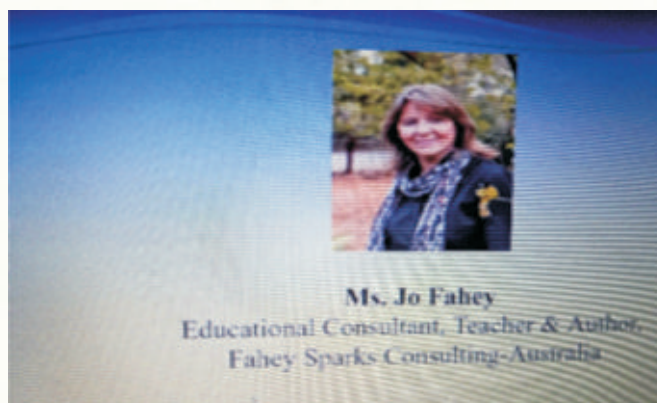 Ms. Jo Fahey
Educational Consultant, Teacher & Author,
Fahey Sparks Consulting-Australia